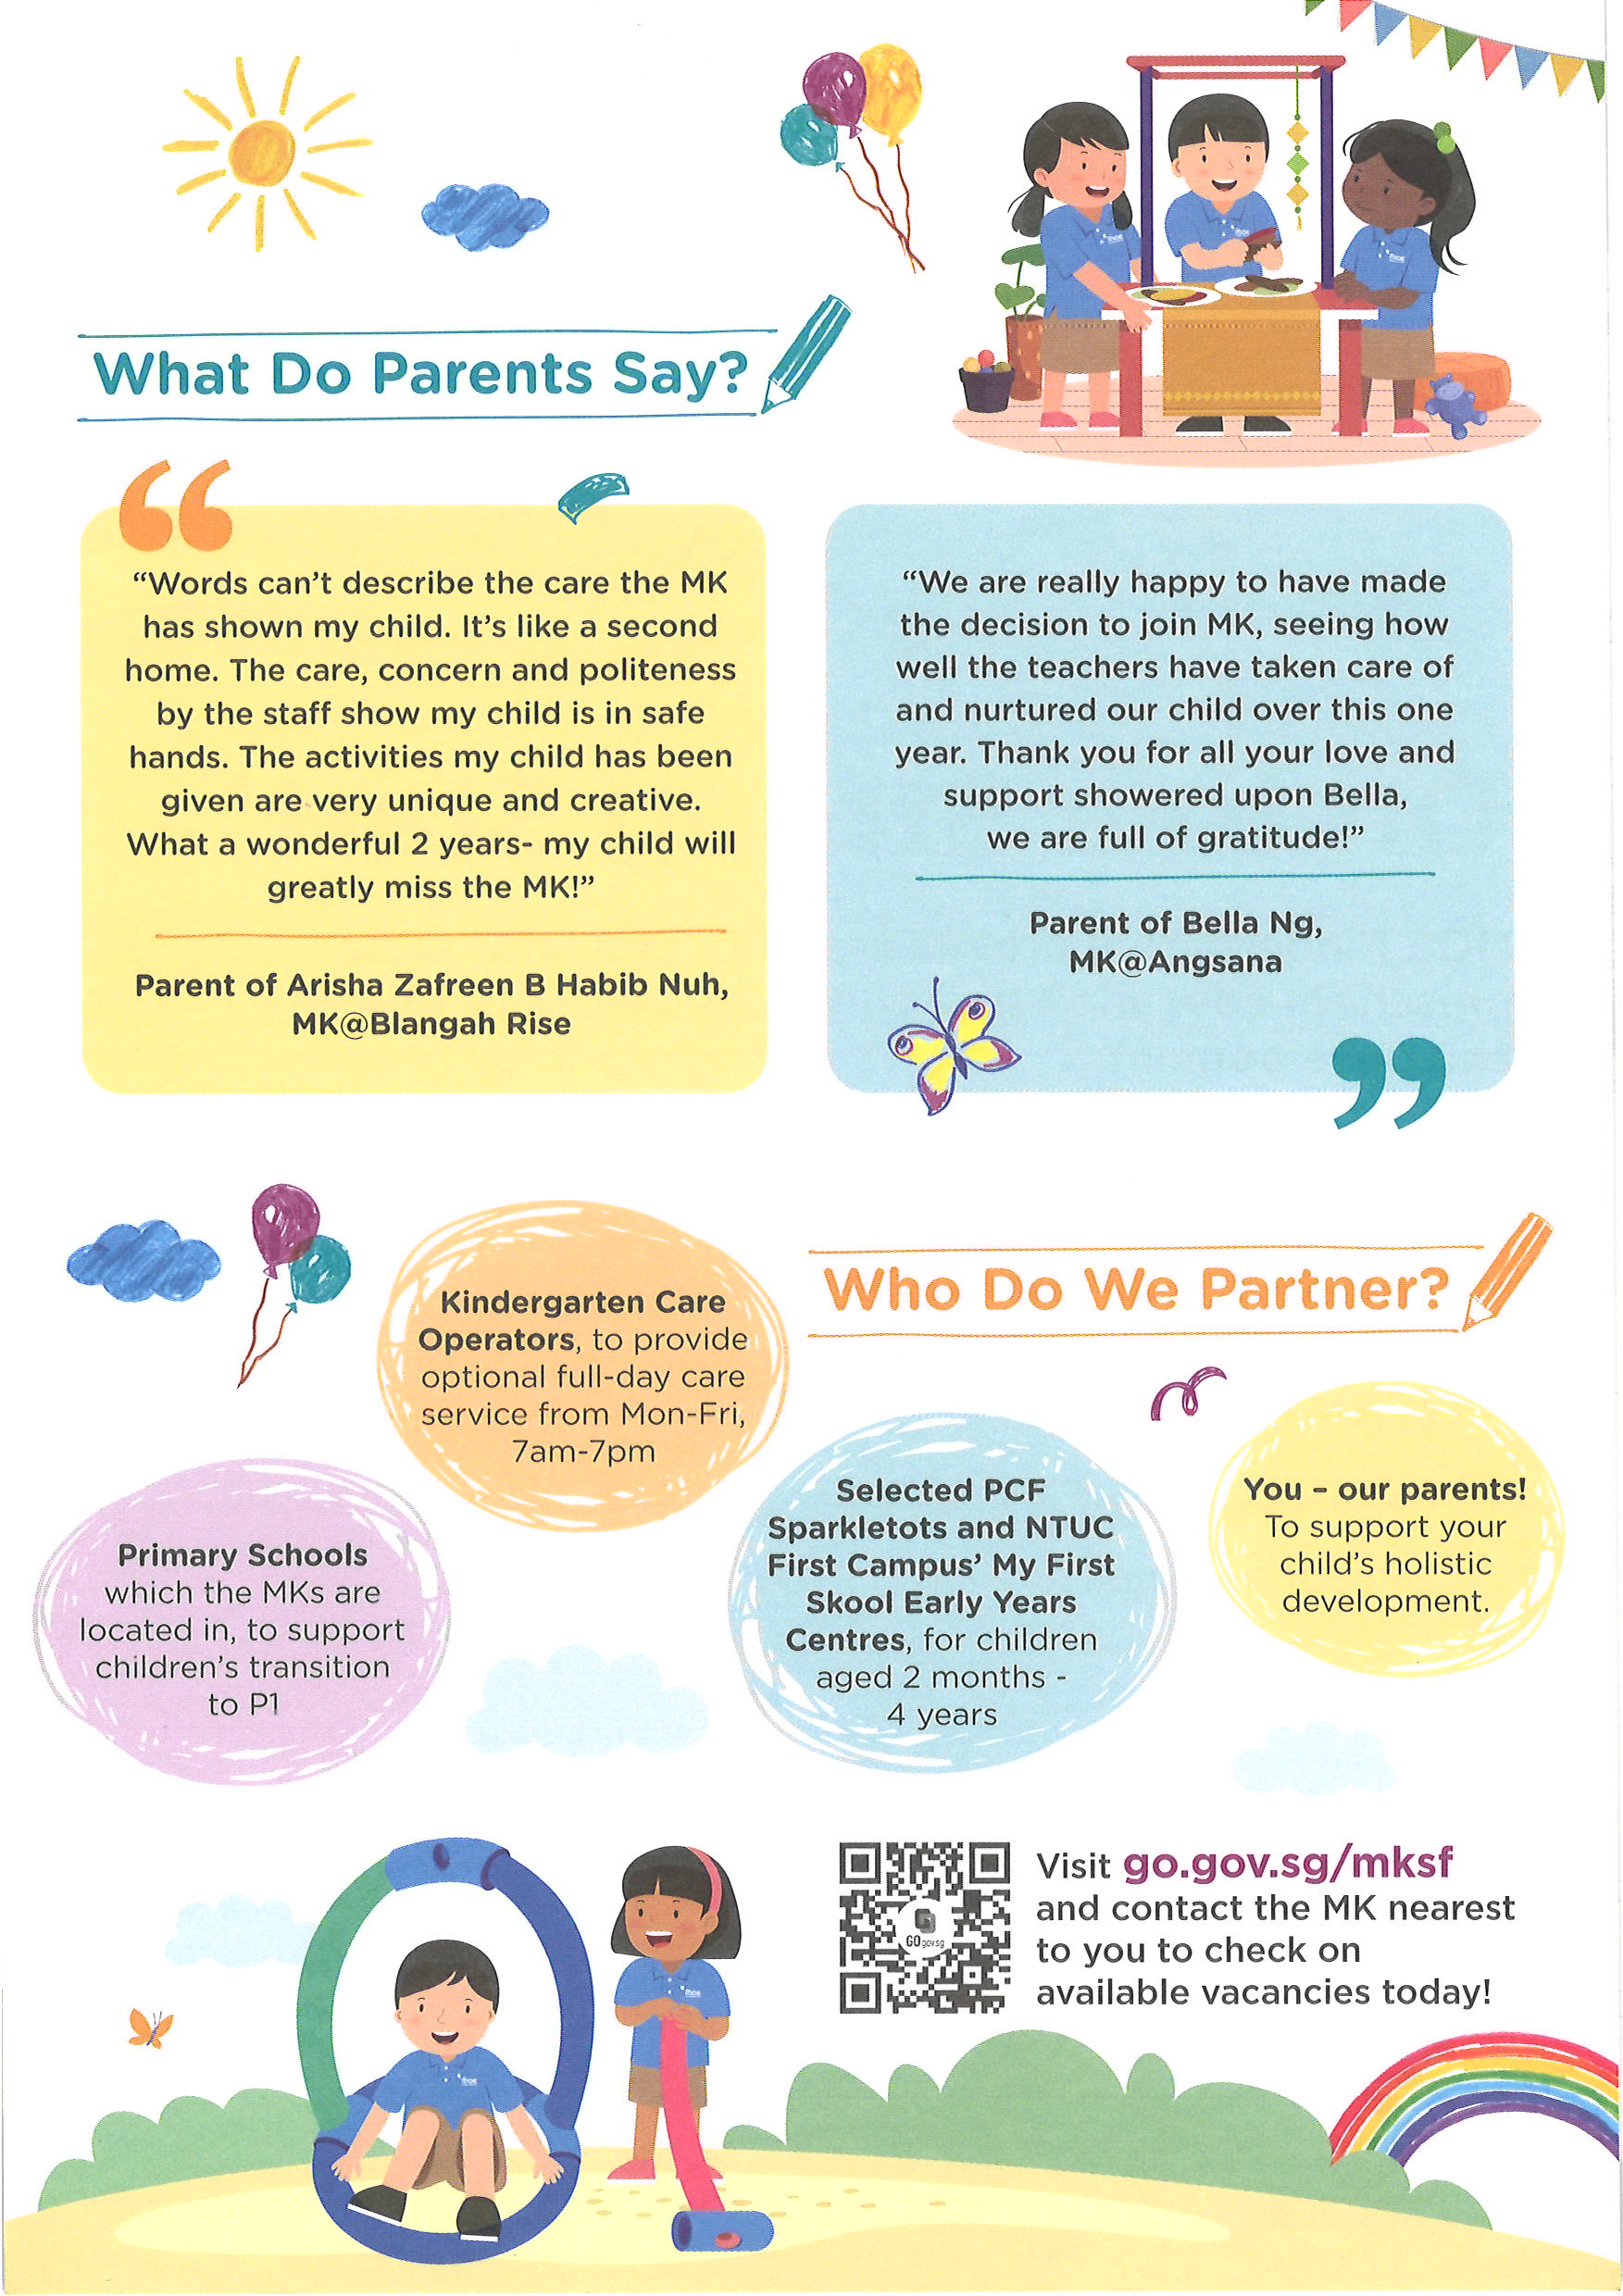 What Do Parents Say?
“Words can’t describe the care the MK
has shown my child. It’s like a second
home. The care, concern and politeness
by the staff show my child is in safe
hands. The activities my child has been
given are very unique and creative.
What a wonderful 2 years- my child will
greatly miss the MK!”
Parent of Arisha Zafreen B Habib Nuh,
MK@Blangah Rise
“We are really happy to have made
the decision to join MK, seeing how
well the teachers have taken care of
and nurtured our child over this one
year. Thank you for all your love and
support showered upon Bella,
we are full of gratitude!”
Parent of Bella Ng,
MK@Angsana
Who Do We Partner?
Primary Schools
which the MKs are
located in, to support
children’s transition
to P1
Kindergarten Care
Operators, to provide
optional full-day care
service from Mon-Fri,
7am-7pm
Selected PCF
Sparkletots and NTUC
First Campus’ My First
Skool Early Years
Centres, for children
aged 2 months -
4 years
You – our parents!
To support your
child’s holistic
development.
GOgov.sg
Visit go.gov.sg/mksf
and contact the MK nearest
to you to check on
available vacancies today!